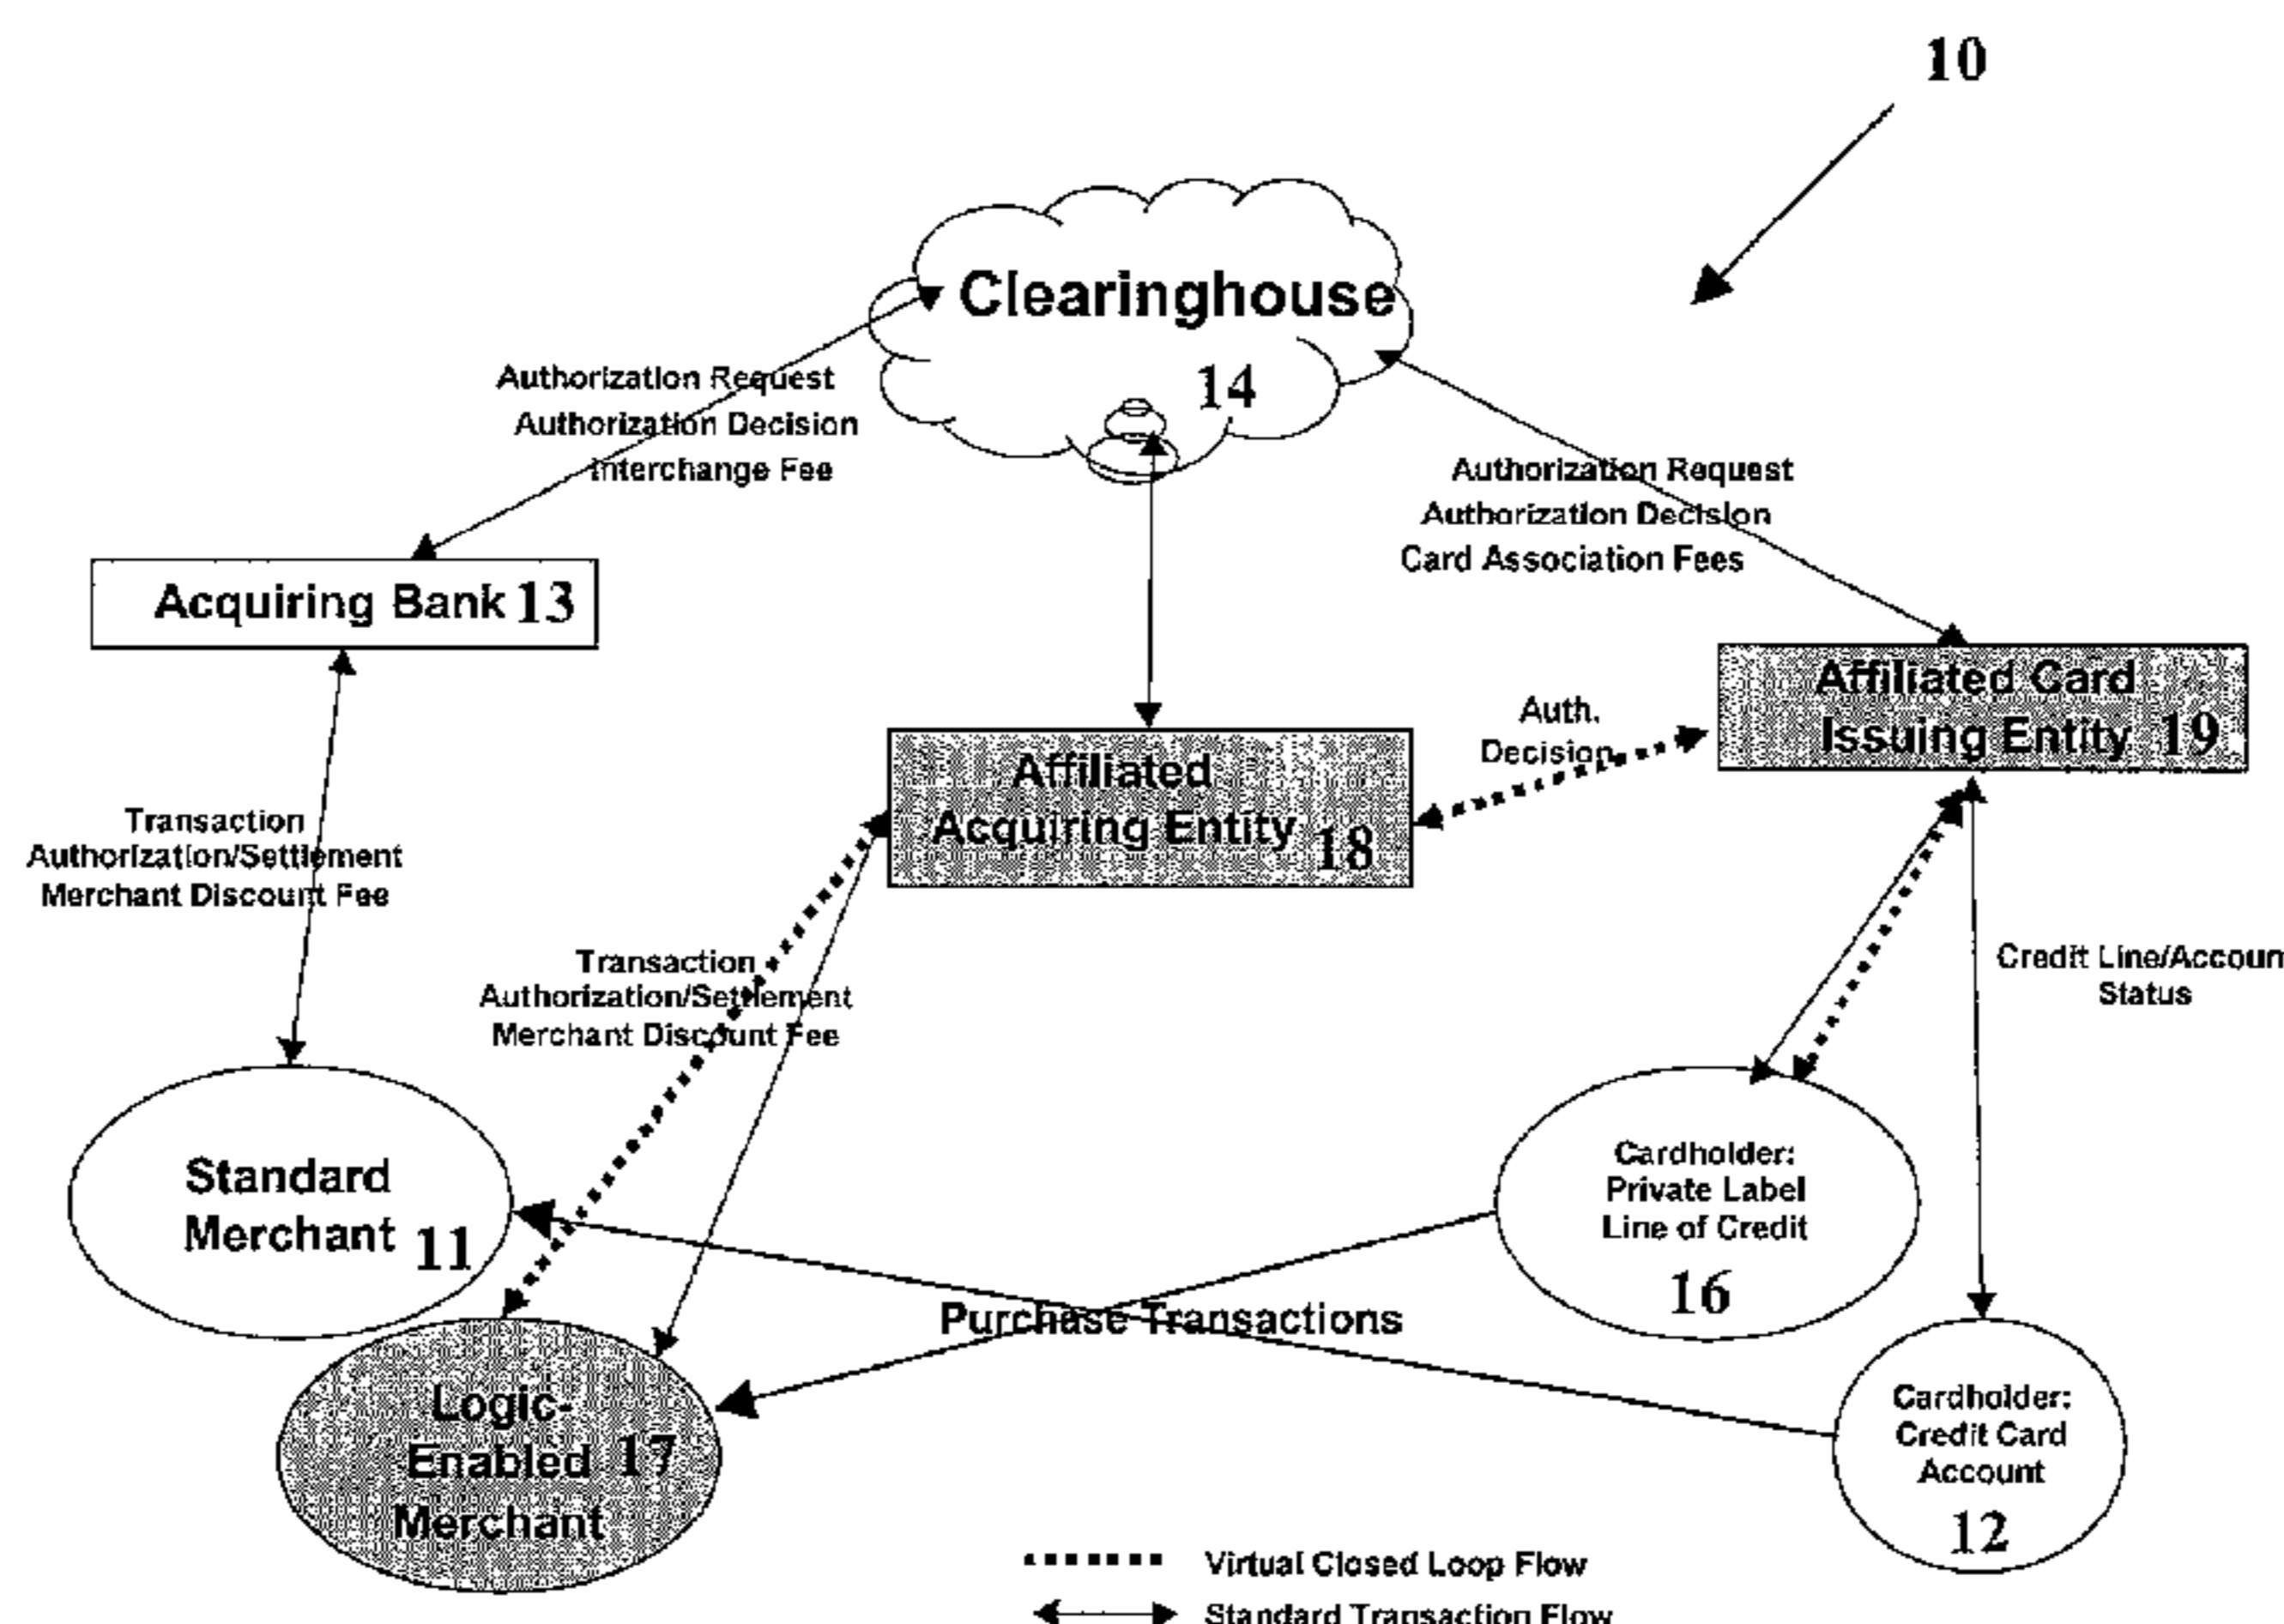 10
Clearinghouse
14
Authorization Request
Authorization Decision
Interchange Fee
Authorization Request
Authorization Decision
Card Association Fees
Acquiring Bank 13
Affiliated Card
Issuing Entity 19
Auth.
Decision
Affiliated
Acquiring Entity 18
Transaction
Authorization/Settlement
Merchant Discount Fee
Transaction
Authorization/Settlement
Merchant Discount Fee
Credit Line/Accoun
Status
Standard
Merchant 11
Cardholder:
Private Label
Line of Credit
16
Purchase Transactions
Logic-
Enabled 17
Merchant
Cardholder:
Credit Card
Account
12
Virtual Closed Loop Flow
Standard Transaction Flow